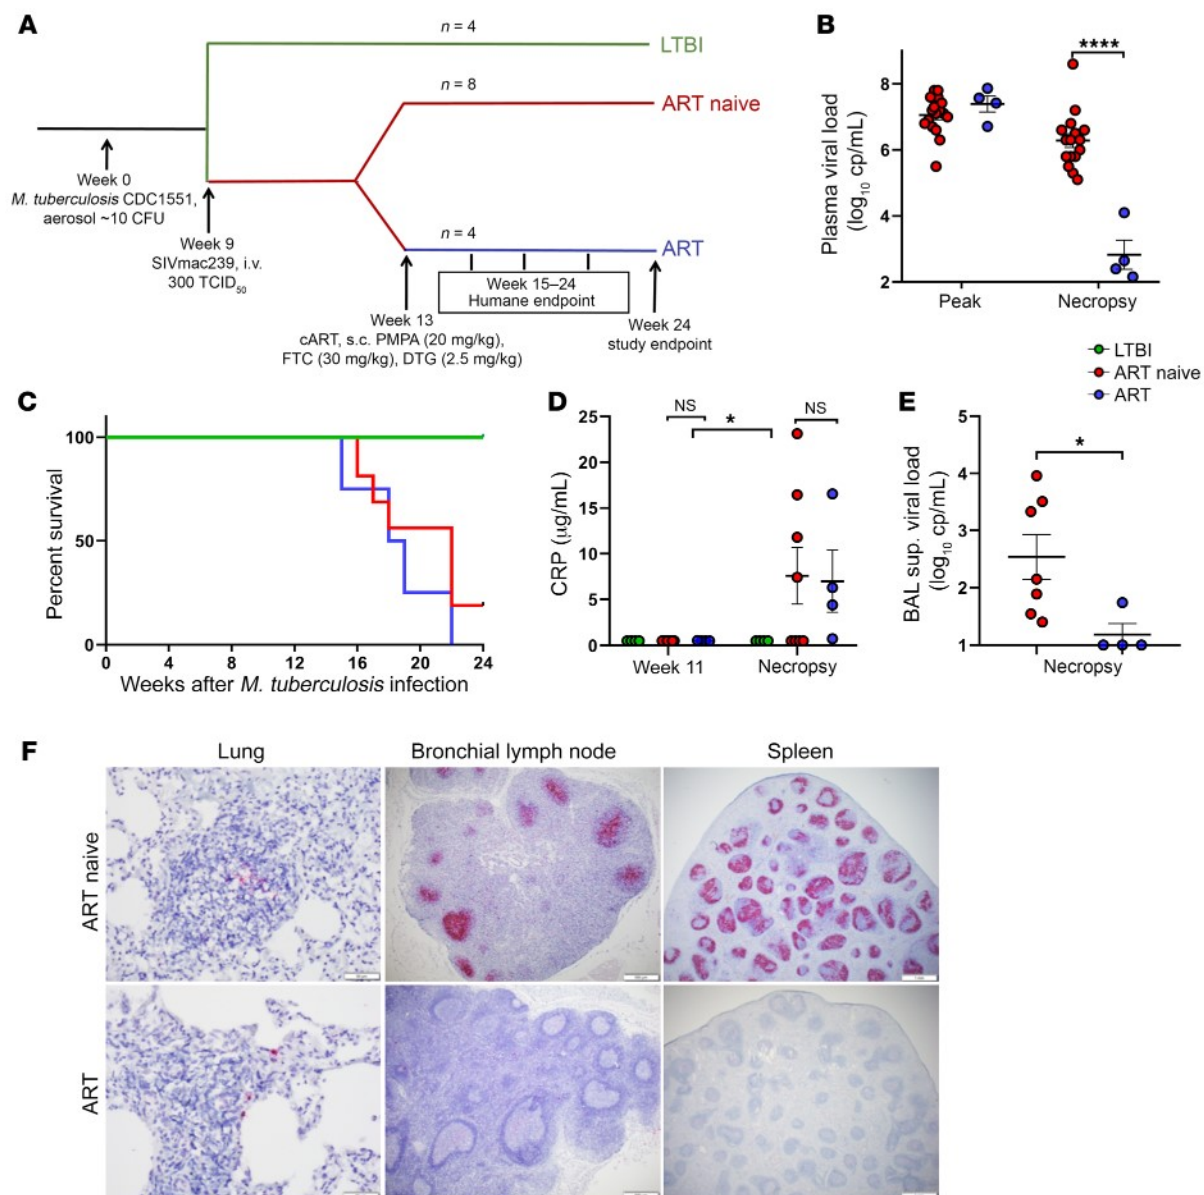 A
n = 4
LTBI
n = 8
ART naive
Week 0
M. tuberculosis CDC1551,
aerosol ~10 CFU
n = 4
ART
Week 9
SIVmac239, i.v.
300 TCID50
Week 15–24
Humane endpoint
Week 13
cART, s.c. PMPA (20 mg/kg),
FTC (30 mg/kg), DTG (2.5 mg/kg)
Week 24
study endpoint
B
Plasma viral load
(log10 cp/mL)
8
6
4
2
****
Peak
Necropsy
LTBI
ART naive
ART
C
Percent survival
100
50
0
0 4 8 12 16 20 24
Weeks after M. tuberculosis infection
D
CRP (µg/mL)
25
20
15
10
5
0
NS
*
NS
Week 11
Necropsy
E
BAL sup. viral load
(log10 cp/mL)
5
4
3
2
1
*
Necropsy
F
Lung
Bronchial lymph node
Spleen
ART naive
ART